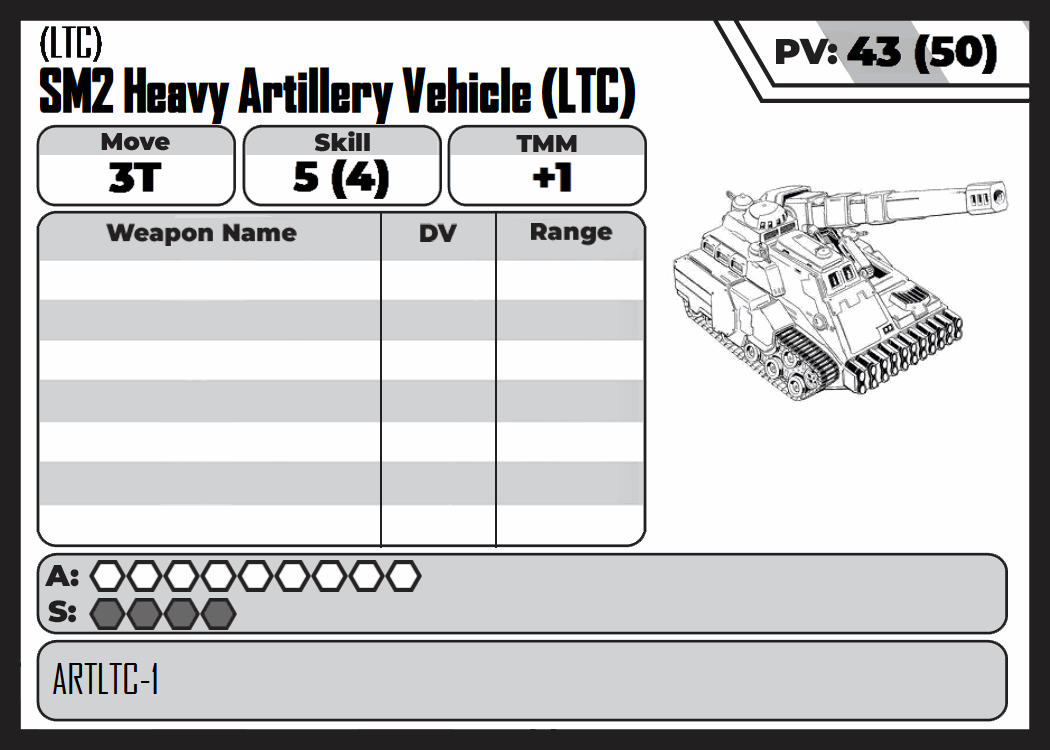 (LTC)
SM2 Heavy Artillery Vehicle (LTC)
PV: 43 (50)
Move Skill TMM
3T 5 (4) +1
Weapon Name DV Range
A:
S:
ARTLTC-1